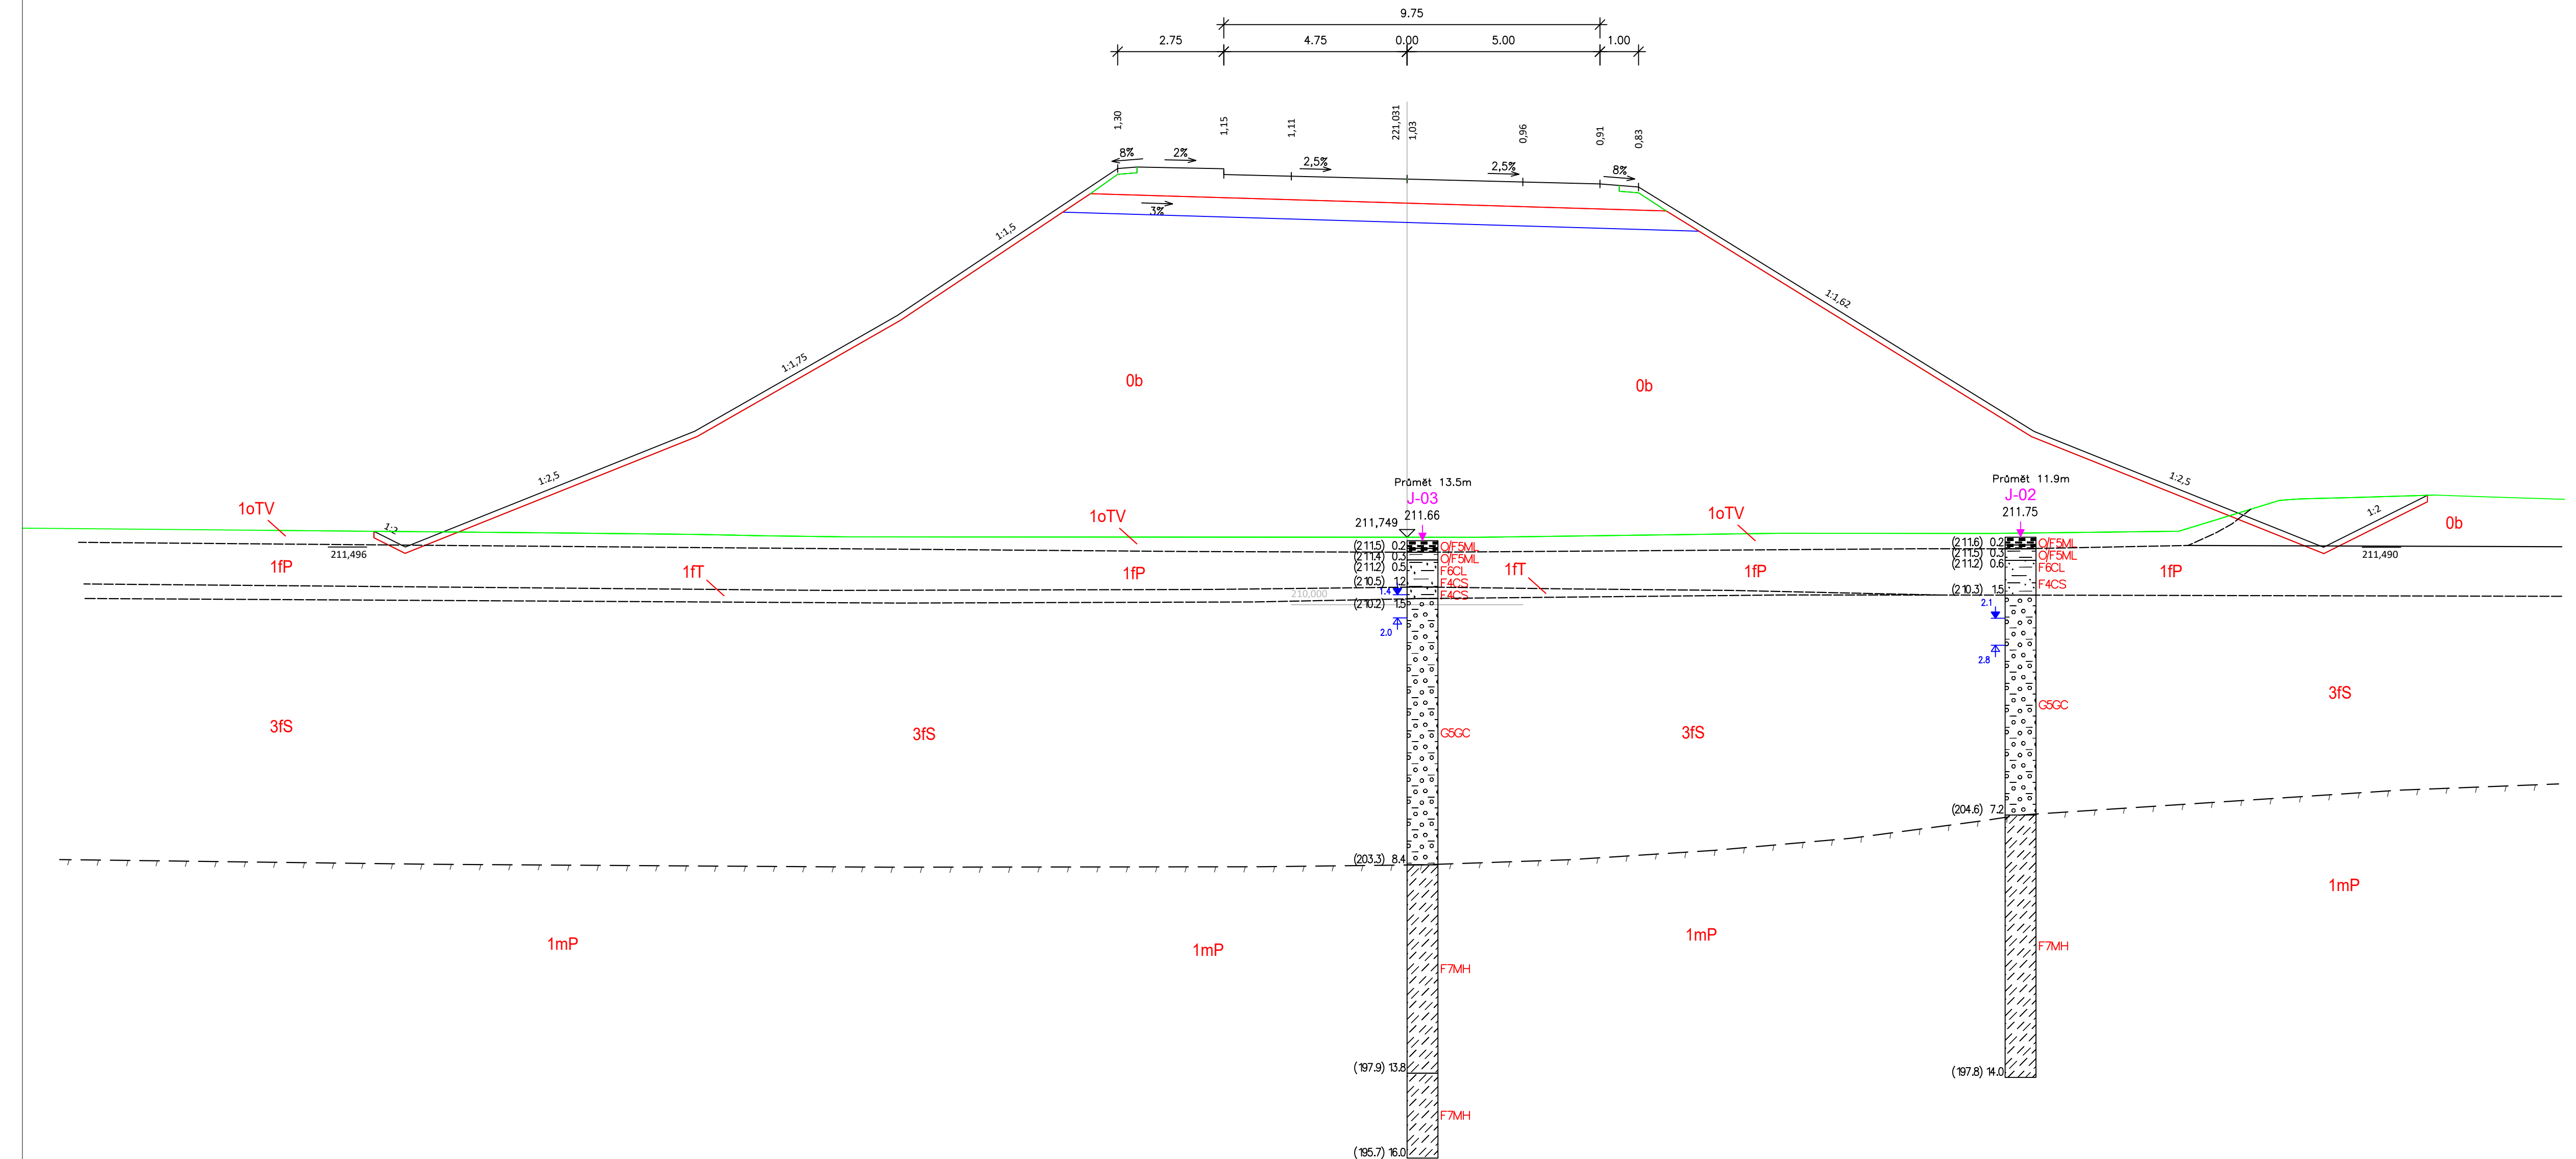 9.75
2.75 4.75 0.00 5.00 1.00
1,30 1,15 1,11 221,031 1,03 0,96 0,91 0,83
8% 2% 2,5% 2,5% 8%
3%
1:1,5
1:1,62
1:1,75
0b 0b
1:2,5
1:2,5
Průmět 13.5m
J-03
211.66
211,749
Průmět 11.9m
J-02
211.75
1oTV 1oTV 1oTV
1:2 1:2
0b
211,496 211,490
1fP 1fT 1fP 1fT 1fP 1fP
210,000
(211.5) 0.2 O/F5ML
(211.4) 0.3 O/F5ML
(211.2) 0.5 F6CL
(210.5) 1.2 F4CS
1.4 F4CS
(210.2) 1.5
2.0
(211.6) 0.2 O/F5ML
(211.5) 0.3 O/F5ML
(211.2) 0.6 F6CL
F4CS
(210.3) 1.5
2.1
2.8
3fS 3fS 3fS 3fS
G5GC G5GC
(204.6) 7.2
(203.3) 8.4
1mP 1mP 1mP 1mP
F7MH F7MH
(197.9) 13.8
(197.8) 14.0
F7MH
(195.7) 16.0